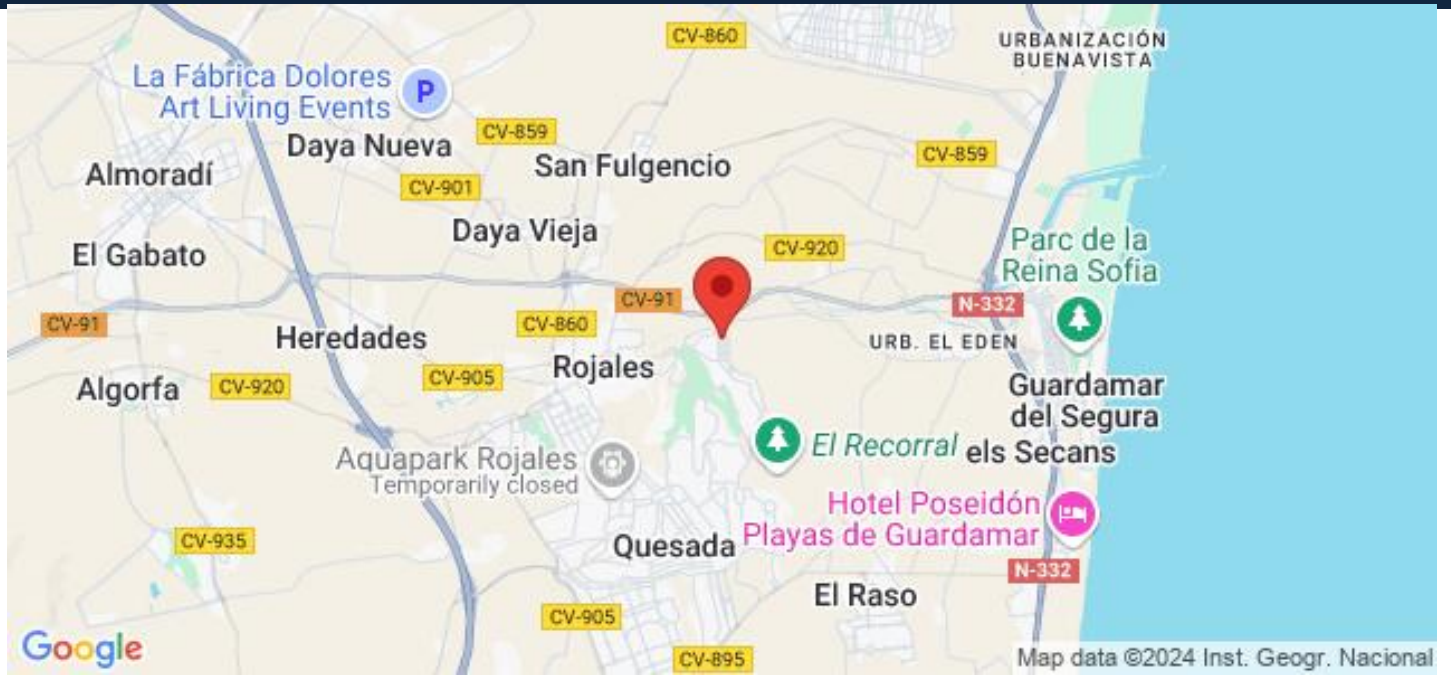 CV-860
URBANIZACIÓN
BUENAVISTA
La Fábrica Dolores
Art Living Events
P
Daya Nueva
CV-859
San Fulgencio
CV-859
Almoradí
CV-901
Daya Vieja
CV-920
Parc de la
Reina Sofia
El Gabato
CV-91
N-332
CV-91
Heredades
CV-860
URB. EL EDEN
Rojales
Algorfa
CV-920
CV-905
Guardamar
del Segura
El Recorral
els Secans
Aquapark Rojales
Temporarily closed
Hotel Poseidón
Playas de Guardamar
CV-935
Quesada
N-332
El Raso
CV-905
Google
CV-895
Map data ©2024 Inst. Geogr. Nacional